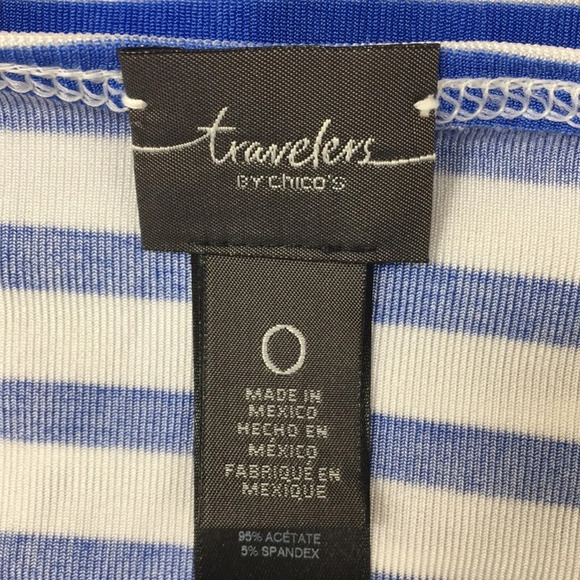 travelers
BY chico's
0
MADE IN
MEXICO
HECHO EN
MÉXICO
FABRIQUÉ EN
MEXIQUE
95% ACÉTATE
5% SPANDEX